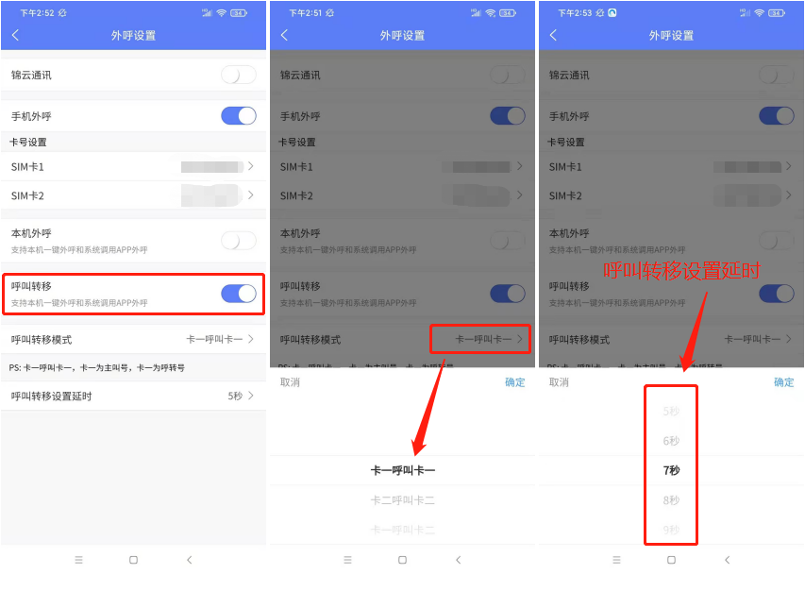 下午2:52
外呼设置
锦云通讯
手机外呼
卡号设置
SIM卡1
SIM卡2
本机外呼
支持本机一键外呼和系统调用APP外呼
呼叫转移
支持本机一键外呼和系统调用APP外呼
呼叫转移模式 卡一呼叫卡一
PS: 卡一呼叫卡一，卡一为主叫号，卡一为呼转号
呼叫转移设置延时 5秒
下午2:51
外呼设置
锦云通讯
手机外呼
卡号设置
SIM卡1
SIM卡2
本机外呼
支持本机一键外呼和系统调用APP外呼
呼叫转移
支持本机一键外呼和系统调用APP外呼
呼叫转移模式 卡一呼叫卡一
取消 确定
卡一呼叫卡一
卡二呼叫卡二
卡一呼叫卡二
下午2:53
外呼设置
锦云通讯
手机外呼
卡号设置
SIM卡1
SIM卡2
本机外呼
支持本机一键外呼和系统调用APP外呼
呼叫转移设置延时
呼叫转移
支持本机一键外呼和系统调用APP外呼
呼叫转移模式 卡一呼叫卡一
取消 确定
5秒
6秒
7秒
8秒
9秒